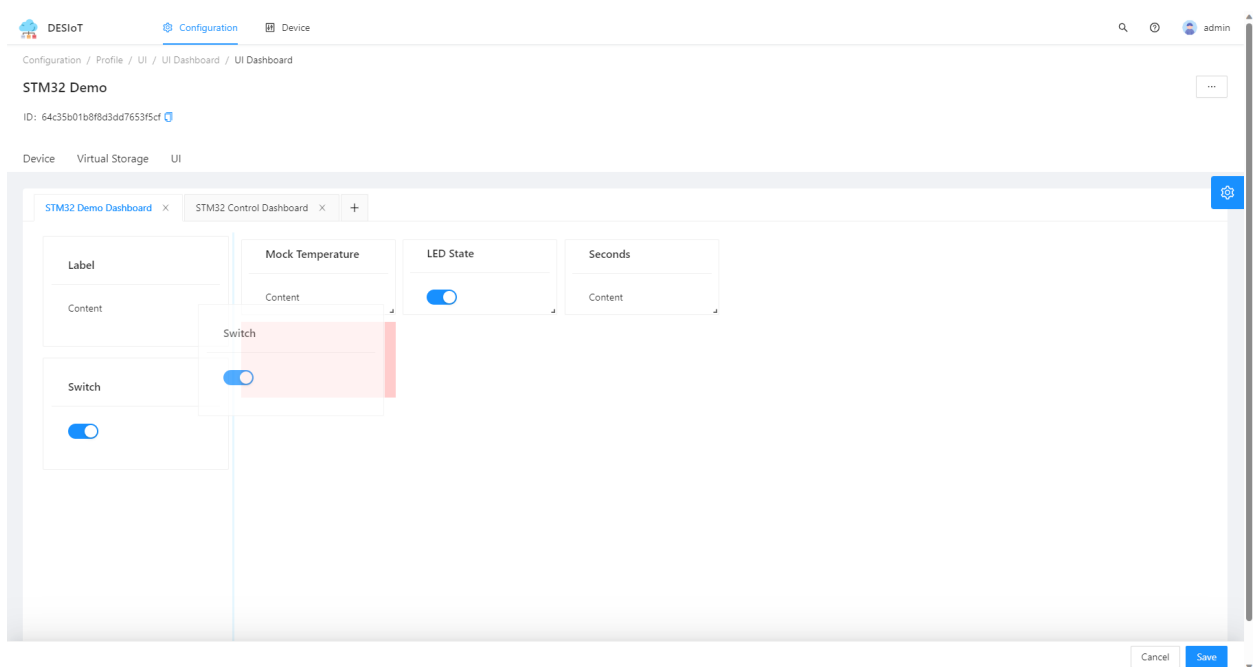 DESIoT Configuration Device admin
Configuration / Profile / UI / UI Dashboard / UI Dashboard
STM32 Demo
ID: 64c35b01b8f8d3dd7653f5cf
Device Virtual Storage UI
STM32 Demo Dashboard × STM32 Control Dashboard × +
Label
Content
Switch
Mock Temperature
Content
LED State
Seconds
Content
Switch
Cancel Save